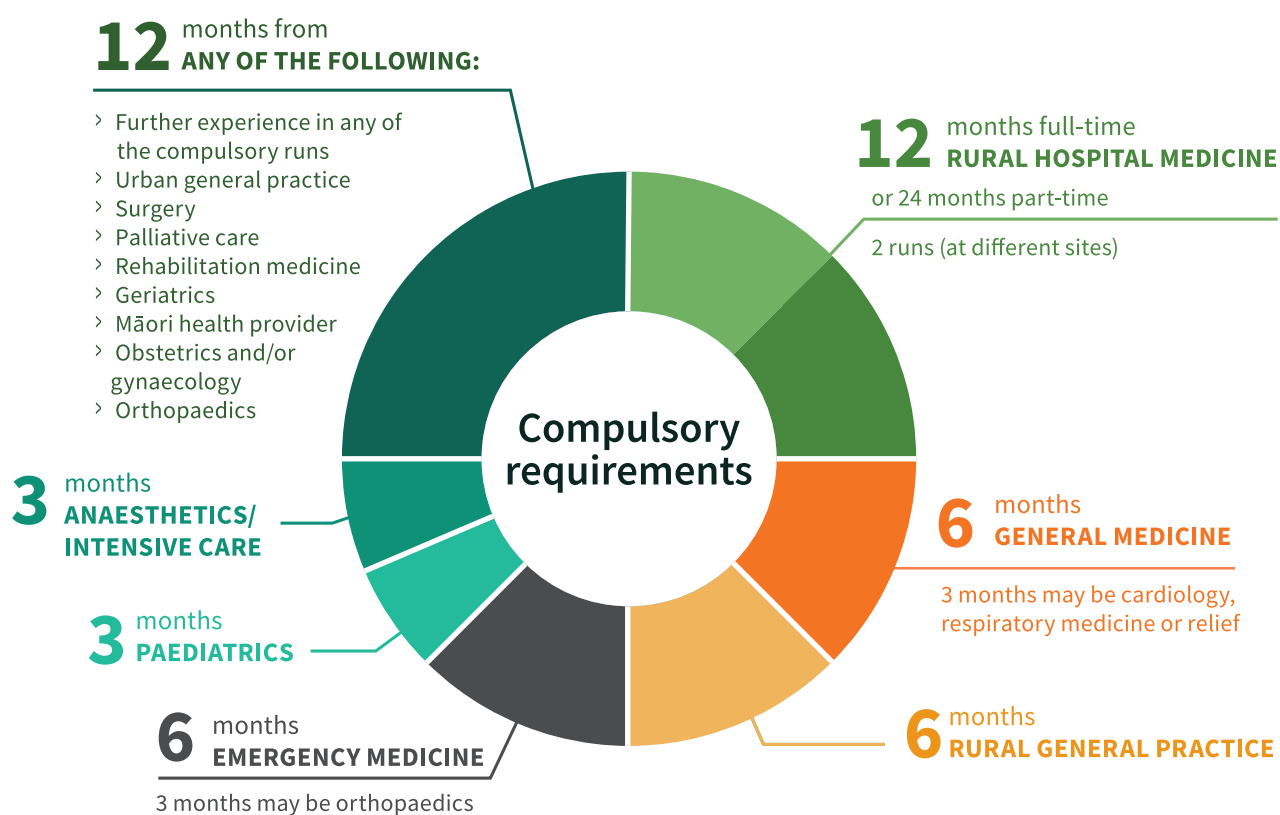 12 months from
ANY OF THE FOLLOWING:
› Further experience in any of
the compulsory runs
› Urban general practice
› Surgery
› Palliative care
› Rehabilitation medicine
› Geriatrics
› Māori health provider
› Obstetrics and/or
gynaecology
› Orthopaedics
12 months full-time
RURAL HOSPITAL MEDICINE
or 24 months part-time
2 runs (at different sites)
Compulsory
requirements
3 months
ANAESTHETICS/
INTENSIVE CARE
6 months
GENERAL MEDICINE
3 months may be cardiology,
respiratory medicine or relief
3 months
PAEDIATRICS
6 months
EMERGENCY MEDICINE
3 months may be orthopaedics
6 months
RURAL GENERAL PRACTICE